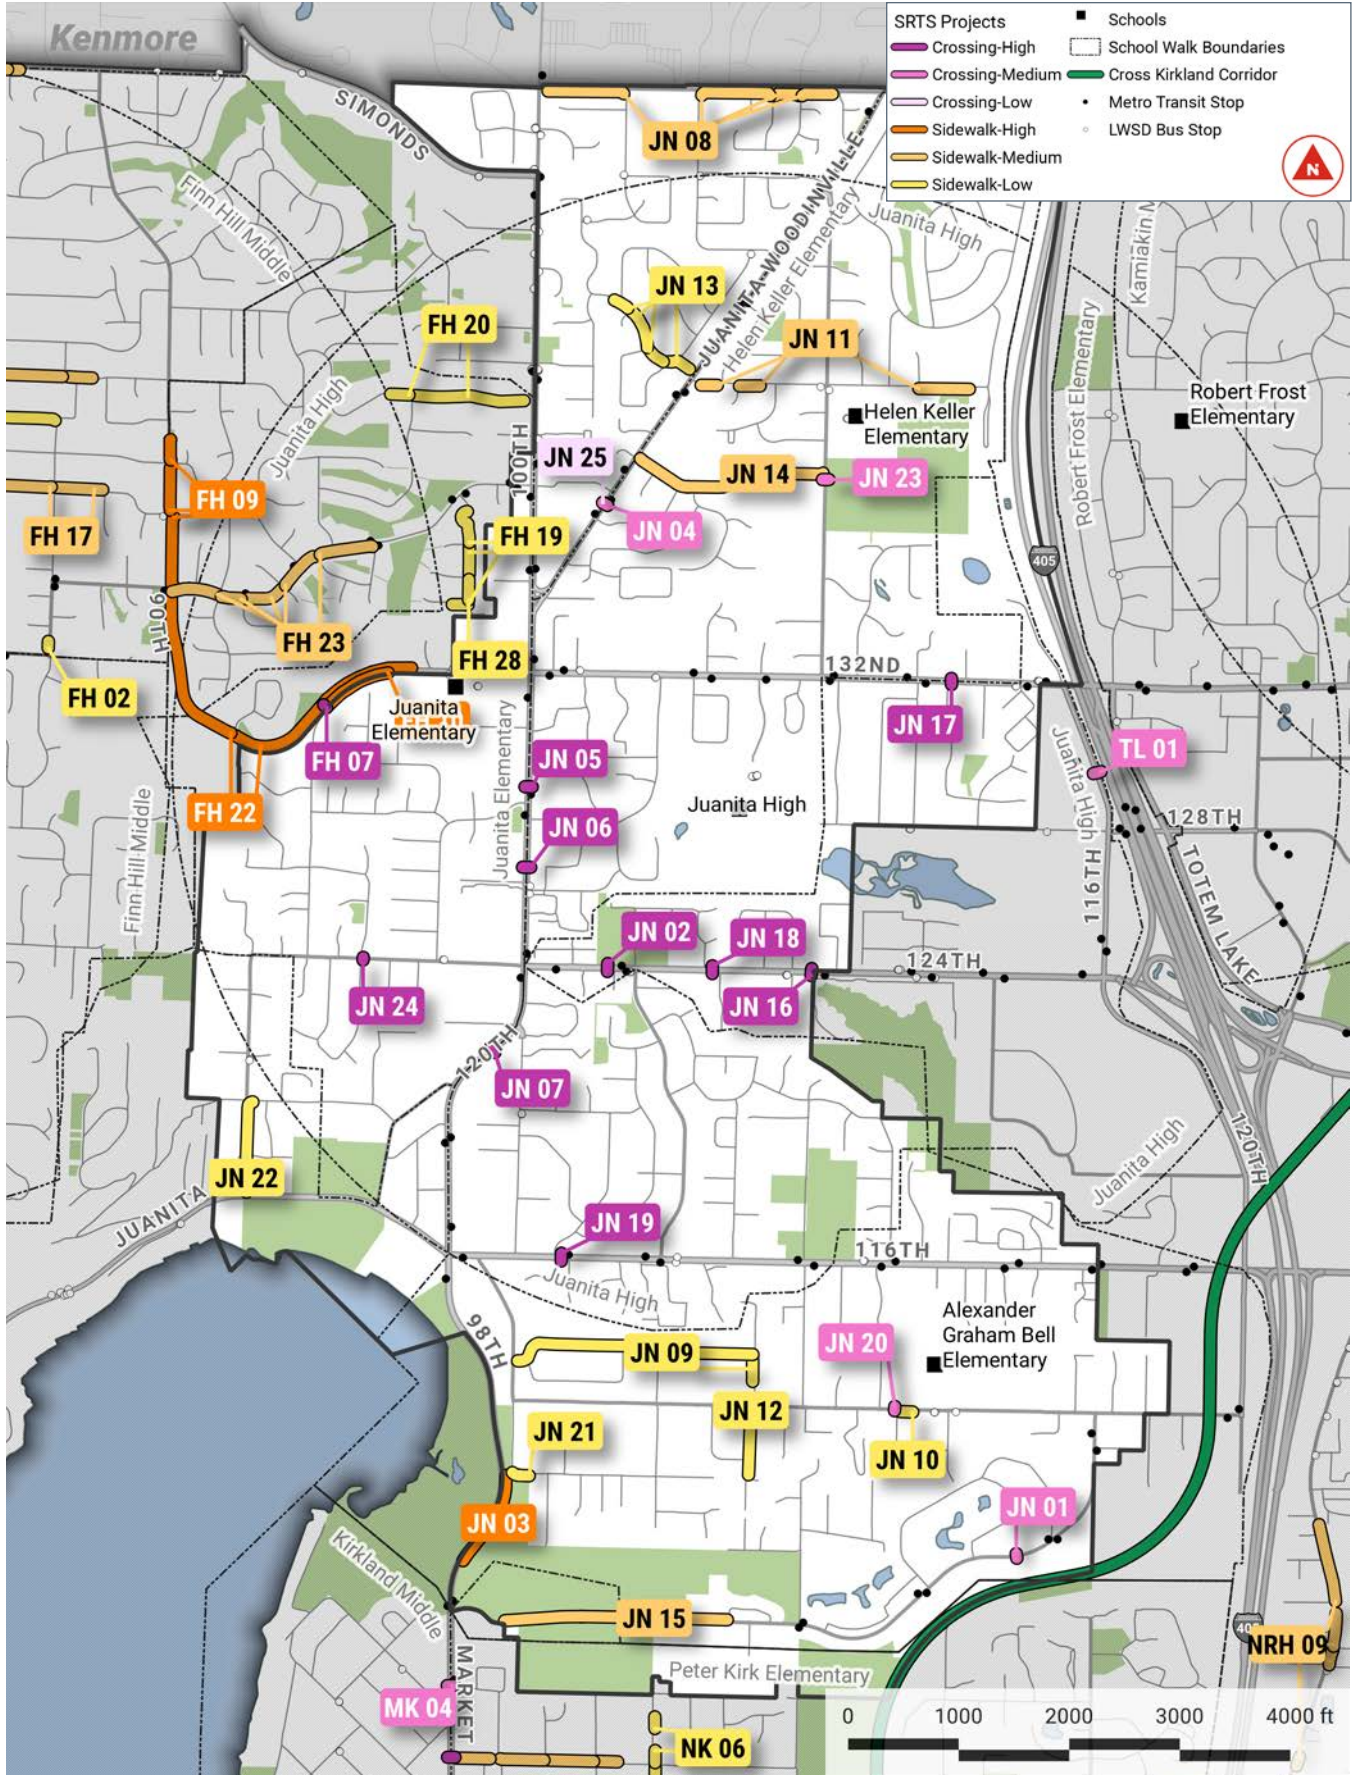 Kenmore
SRTS Projects
Crossing-High
Crossing-Medium
Crossing-Low
Sidewalk-High
Sidewalk-Medium
Sidewalk-Low
Schools
School Walk Boundaries
Cross Kirkland Corridor
Metro Transit Stop
LWSD Bus Stop
N
SIMONDS
JN 08
JUANITA-WOODINVILLE
Helen Keller Elementary
Juanita High
Finn Hill Middle
Kamiakin M
JN 13
FH 20
JN 11
Robert Frost Elementary
Robert Frost
Elementary
Juanita High
Helen Keller
Elementary
100TH
JN 25
JN 14
JN 23
FH 09
FH 17
JN 04
FH 19
405
90TH
FH 23
FH 28
132ND
FH 02
Juanita
Elementary
JN 17
FH 07
JN 05
TL 01
Juanita High
FH 22
Juanita Elementary
Juanita High
JN 06
128TH
Finn Hill Middle
116TH
TOTEM LAKE
JN 02
JN 18
124TH
JN 24
JN 16
120TH
JN 07
JN 22
120TH
Juanita High
JUANITA
JN 19
116TH
Juanita High
98TH
Alexander
Graham Bell
Elementary
JN 20
JN 09
JN 12
JN 21
JN 10
JN 03
JN 01
Kirkland Middle
JN 15
NRH 09
MARKET
Peter Kirk Elementary
MK 04
NK 06
0 1000 2000 3000 4000 ft